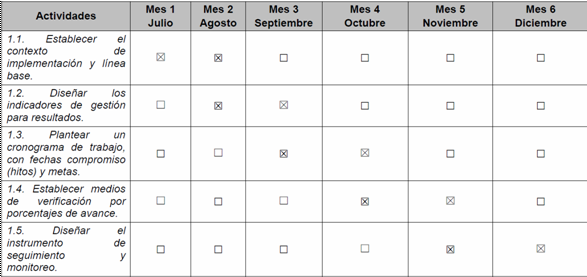 Actividades
Mes 1 Mes 2 Mes 3 Mes 4 Mes 5 Mes 6
Julio Agosto Septiembre Octubre Noviembre Diciembre
1.1. Establecer el
contexto de
implementación y línea
base.
☒ ☒ ☐ ☐ ☐ ☐
1.2. Diseñar los
indicadores de gestión
para resultados.
☐ ☒ ☒ ☐ ☐ ☐
1.3. Plantear un
cronograma de trabajo,
con fechas compromiso
(hitos) y metas.
☐ ☐ ☒ ☒ ☐ ☐
1.4. Establecer medios
de verificación por
porcentajes de avance.
☐ ☐ ☐ ☒ ☒ ☐
1.5. Diseñar el
instrumento de
seguimiento y
monitoreo.
☐ ☐ ☐ ☐ ☒ ☒